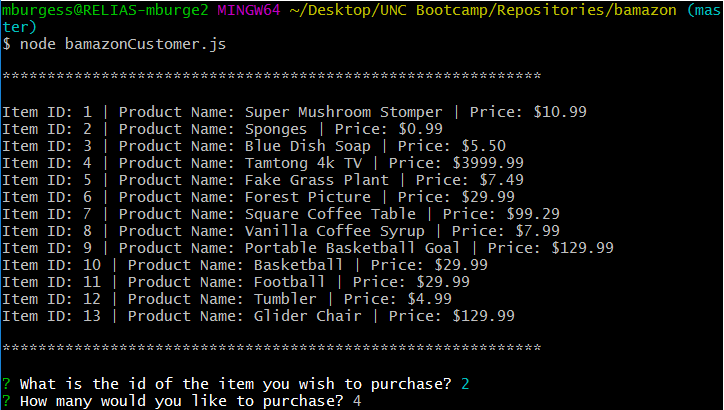 mburgess@RELIAS-mburge2 MINGW64 ~/Desktop/UNC Bootcamp/Repositories/bamazon (mas
ter)
$ node bamazonCustomer.js
************************************************************
Item ID: 1 | Product Name: Super Mushroom Stomper | Price: $10.99
Item ID: 2 | Product Name: Sponges | Price: $0.99
Item ID: 3 | Product Name: Blue Dish Soap | Price: $5.50
Item ID: 4 | Product Name: Tamtong 4k TV | Price: $3999.99
Item ID: 5 | Product Name: Fake Grass Plant | Price: $7.49
Item ID: 6 | Product Name: Forest Picture | Price: $29.99
Item ID: 7 | Product Name: Square Coffee Table | Price: $99.29
Item ID: 8 | Product Name: Vanilla Coffee Syrup | Price: $7.99
Item ID: 9 | Product Name: Portable Basketball Goal | Price: $129.99
Item ID: 10 | Product Name: Basketball | Price: $29.99
Item ID: 11 | Product Name: Football | Price: $29.99
Item ID: 12 | Product Name: Tumbler | Price: $4.99
Item ID: 13 | Product Name: Glider Chair | Price: $129.99
************************************************************
? What is the id of the item you wish to purchase? 2
? How many would you like to purchase? 4